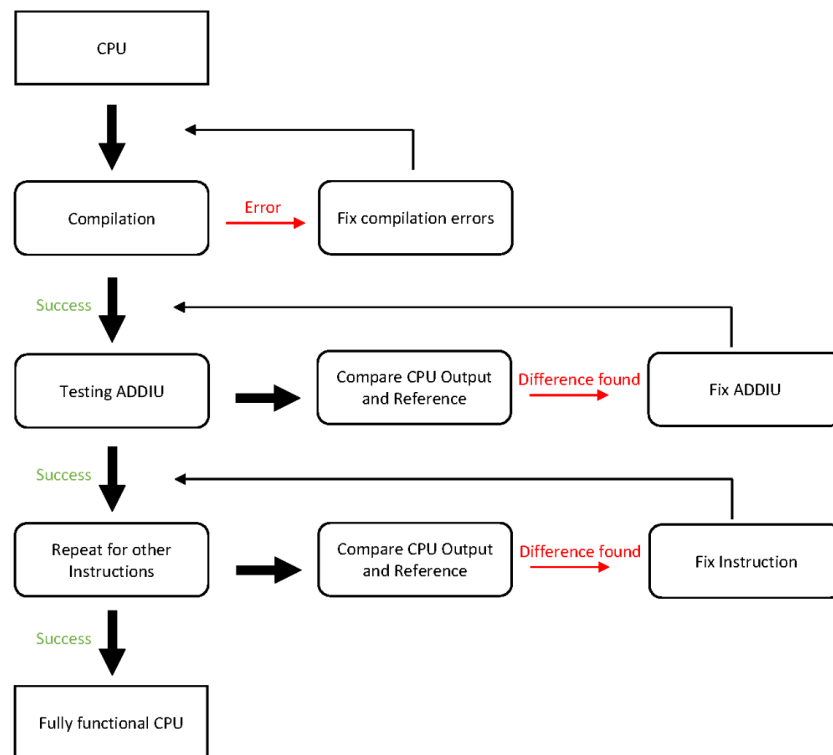 CPU
Compilation
Error
Fix compilation errors
Success
Testing ADDIU
Compare CPU Output
and Reference
Difference found
Fix ADDIU
Success
Repeat for other
Instructions
Compare CPU Output
and Reference
Difference found
Fix Instruction
Success
Fully functional CPU